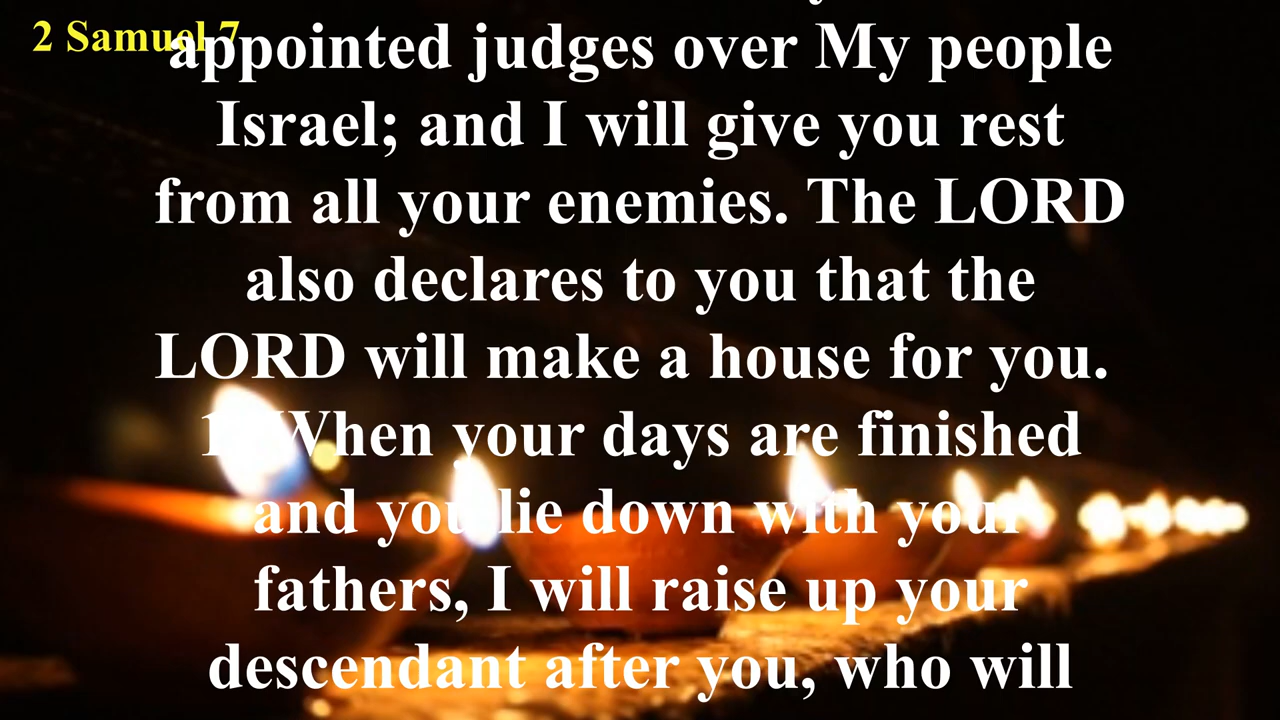 2 Samuel 7
appointed judges over My people
Israel; and I will give you rest
from all your enemies. The LORD
also declares to you that the
LORD will make a house for you.
When your days are finished
and you lie down with your
fathers, I will raise up your
descendant after you, who will